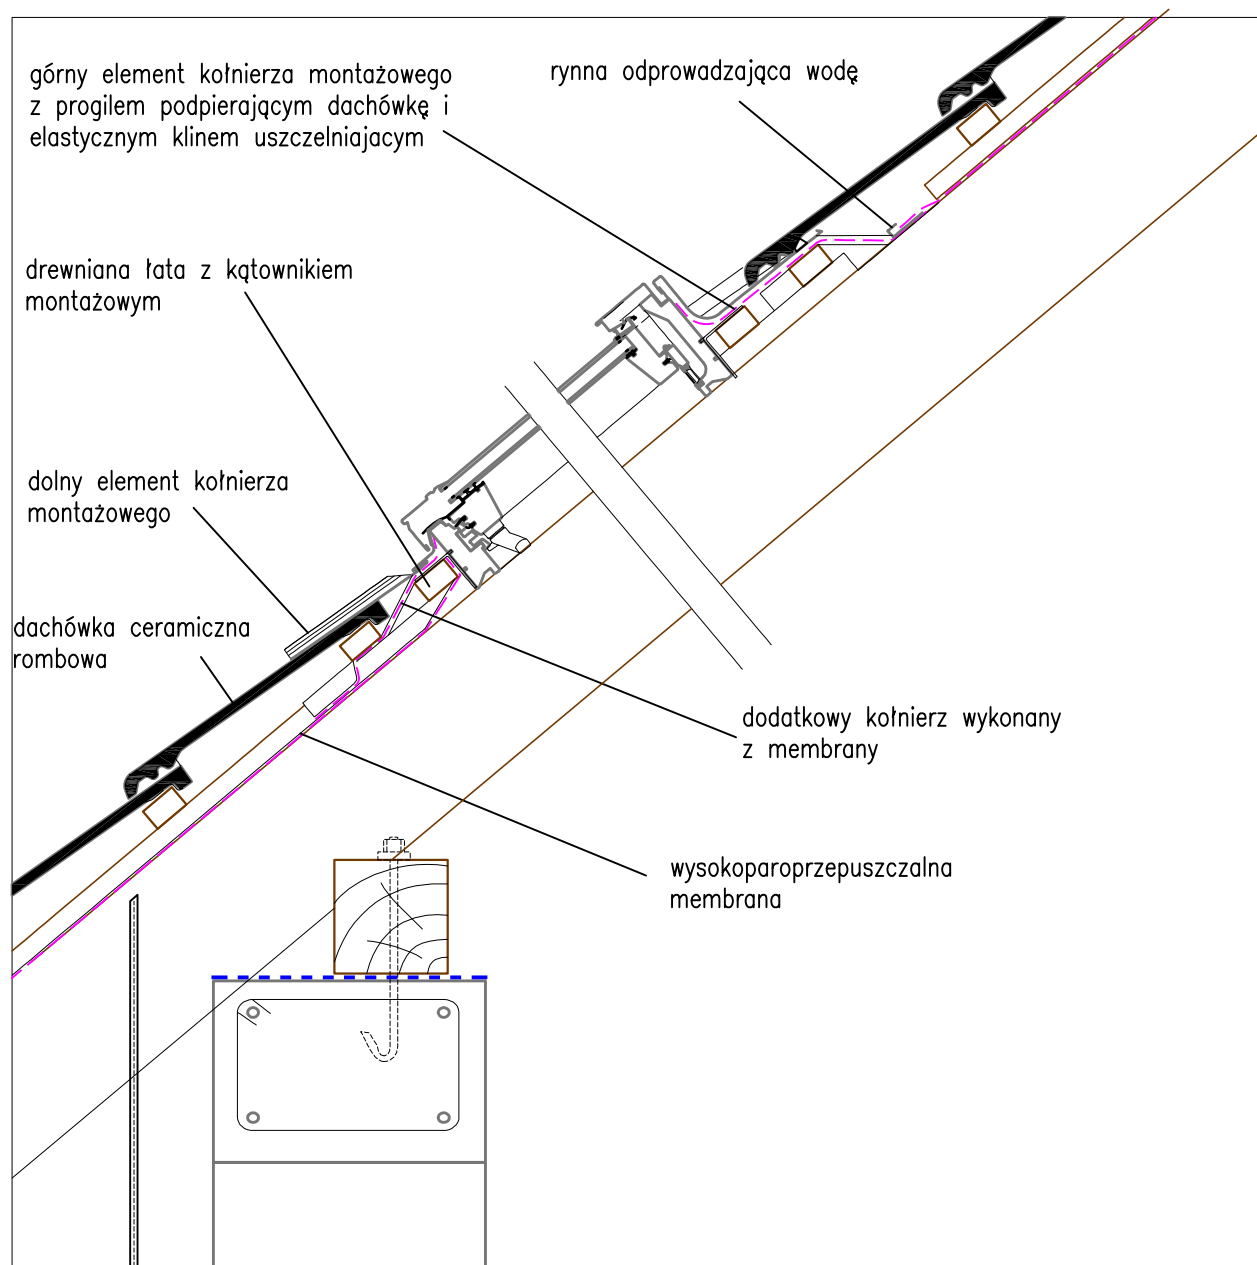 górny element kołnierza montażowego
z progilem podpierającym dachówkę i
elastycznym klinem uszczelniajacym
rynna odprowadzająca wodę
drewniana łata z kątownikiem
montażowym
dolny element kołnierza
montażowego
dachówka ceramiczna
rombowa
dodatkowy kołnierz wykonany
z membrany
wysokoparoprzepuszczalna
membrana